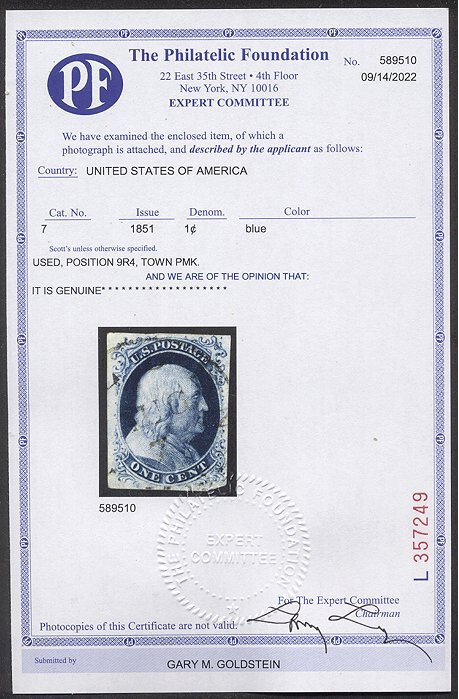 PF
The Philatelic Foundation
22 East 35th Street • 4th Floor
New York, NY 10016
EXPERT COMMITTEE
No. 589510
09/14/2022
We have examined the enclosed item, of which a
photograph is attached, and described by the applicant as follows:
Country: UNITED STATES OF AMERICA
Cat. No. Issue Denom. Color
7 1851 1¢ blue
Scott's unless otherwise specified.
USED, POSITION 9R4, TOWN PMK.
AND WE ARE OF THE OPINION THAT:
IT IS GENUINE* * * * * * * * * * * * * * * * * * *
U.S. POSTAGE
ONE CENT
589510
THE PHILATELIC FOUNDATION
EXPERT
COMMITTEE
L 357249
For The Expert Committee
Chairman
Photocopies of this Certificate are not valid.
Submitted by
GARY M. GOLDSTEIN